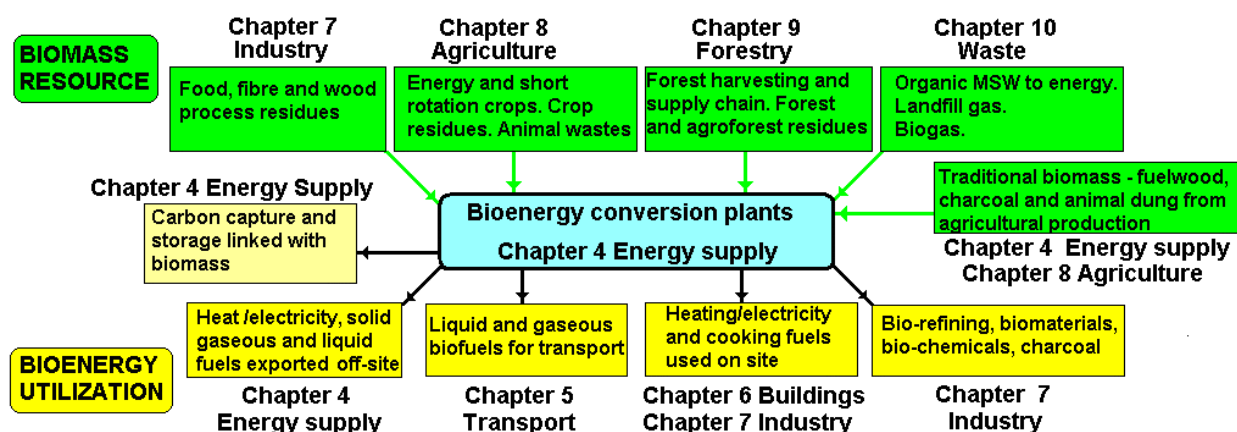 BIOMASS
RESOURCE
Chapter 7
Industry
Food, fibre and wood
process residues
Chapter 8
Agriculture
Energy and short
rotation crops. Crop
residues. Animal wastes
Chapter 9
Forestry
Forest harvesting and
supply chain. Forest
and agroforest residues
Chapter 10
Waste
Organic MSW to energy.
Landfill gas.
Biogas.
Traditional biomass - fuelwood,
charcoal and animal dung from
agricultural production
Chapter 4 Energy supply
Chapter 8 Agriculture
Chapter 4 Energy Supply
Carbon capture and
storage linked with
biomass
Bioenergy conversion plants
Chapter 4 Energy supply
BIOENERGY
UTILIZATION
Heat /electricity, solid
gaseous and liquid
fuels exported off-site
Chapter 4
Energy supply
Liquid and gaseous
biofuels for transport
Chapter 5
Transport
Heating/electricity
and cooking fuels
used on site
Chapter 6 Buildings
Chapter 7 Industry
Bio-refining, biomaterials,
bio-chemicals, charcoal
Chapter 7
Industry